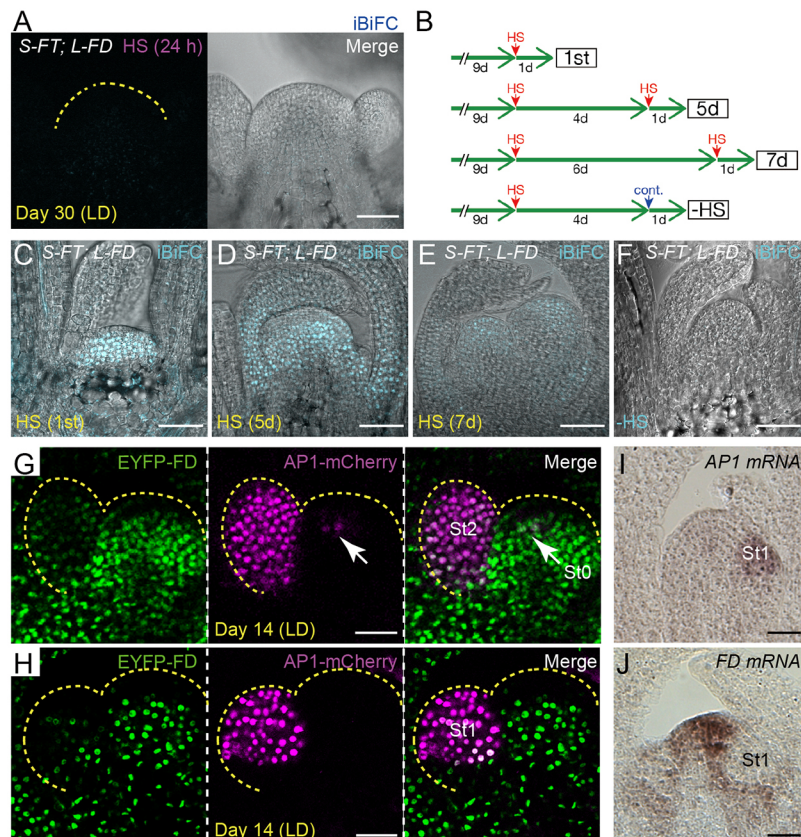 A
iBiFC
S-FT; L-FD HS (24 h)
Merge
Day 30 (LD)
B
HS
9d 1d 1st
HS HS
9d 4d 1d 5d
HS HS
9d 6d 1d 7d
HS cont.
9d 4d 1d -HS
C S-FT; L-FD iBiFC
HS (1st)
D S-FT; L-FD iBiFC
HS (5d)
E S-FT; L-FD iBiFC
HS (7d)
F S-FT; L-FD iBiFC
-HS
G EYFP-FD AP1-mCherry Merge
St2
St0
Day 14 (LD)
H EYFP-FD AP1-mCherry Merge
St1
Day 14 (LD)
I AP1 mRNA
St1
J FD mRNA
St1